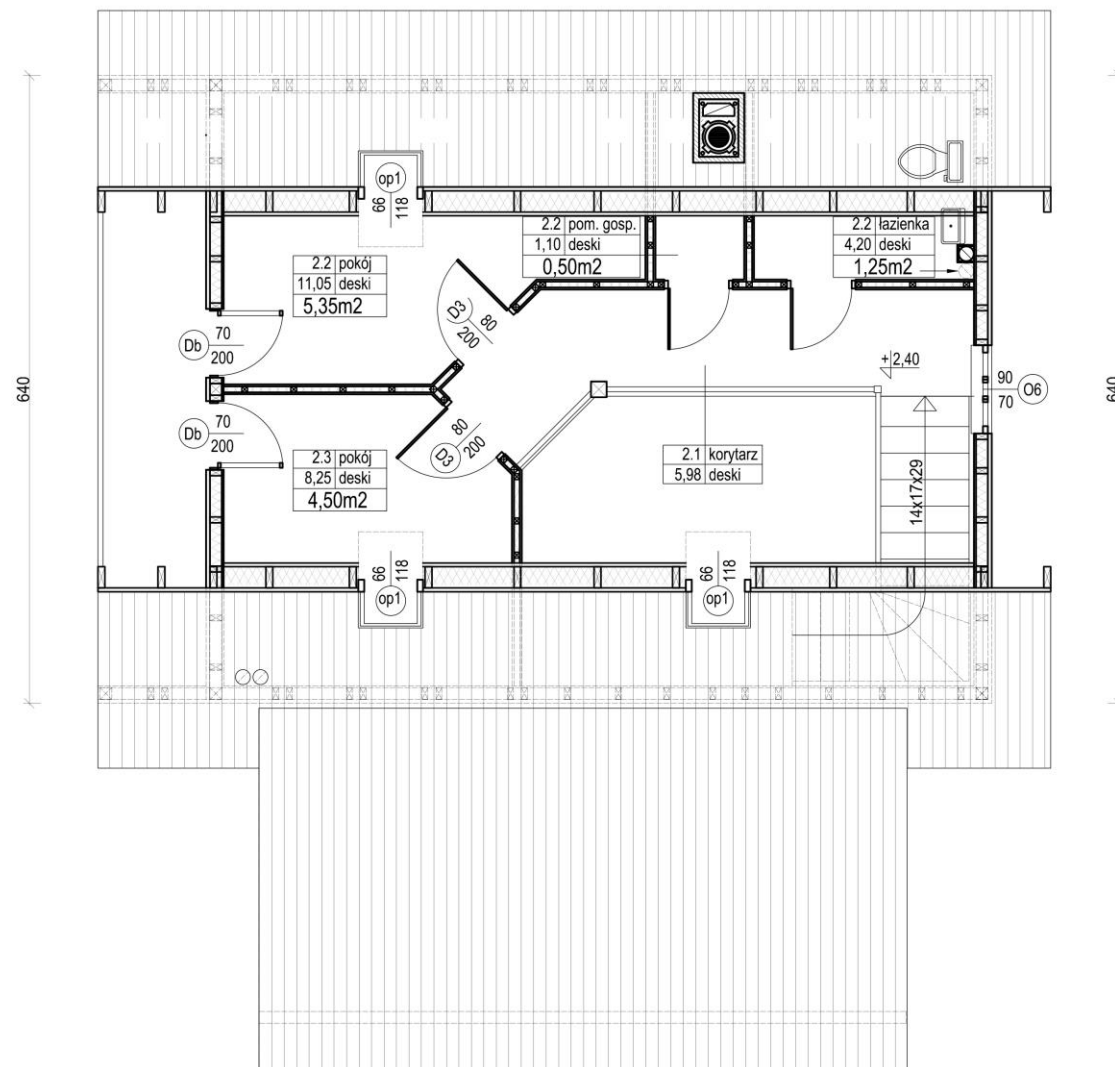 op1
66
118
2.2 pom. gosp.
1,10 deski
0,50m2
2.2 łazienka
4,20 deski
1,25m2
2.2 pokój
11,05 deski
5,35m2
D3
80
200
Db
70
200
+2,40
640
640
90
70
O6
Db
70
200
D3
80
200
2.3 pokój
8,25 deski
4,50m2
2.1 korytarz
5,98 deski
14x17x29
66
118
op1
66
118
op1